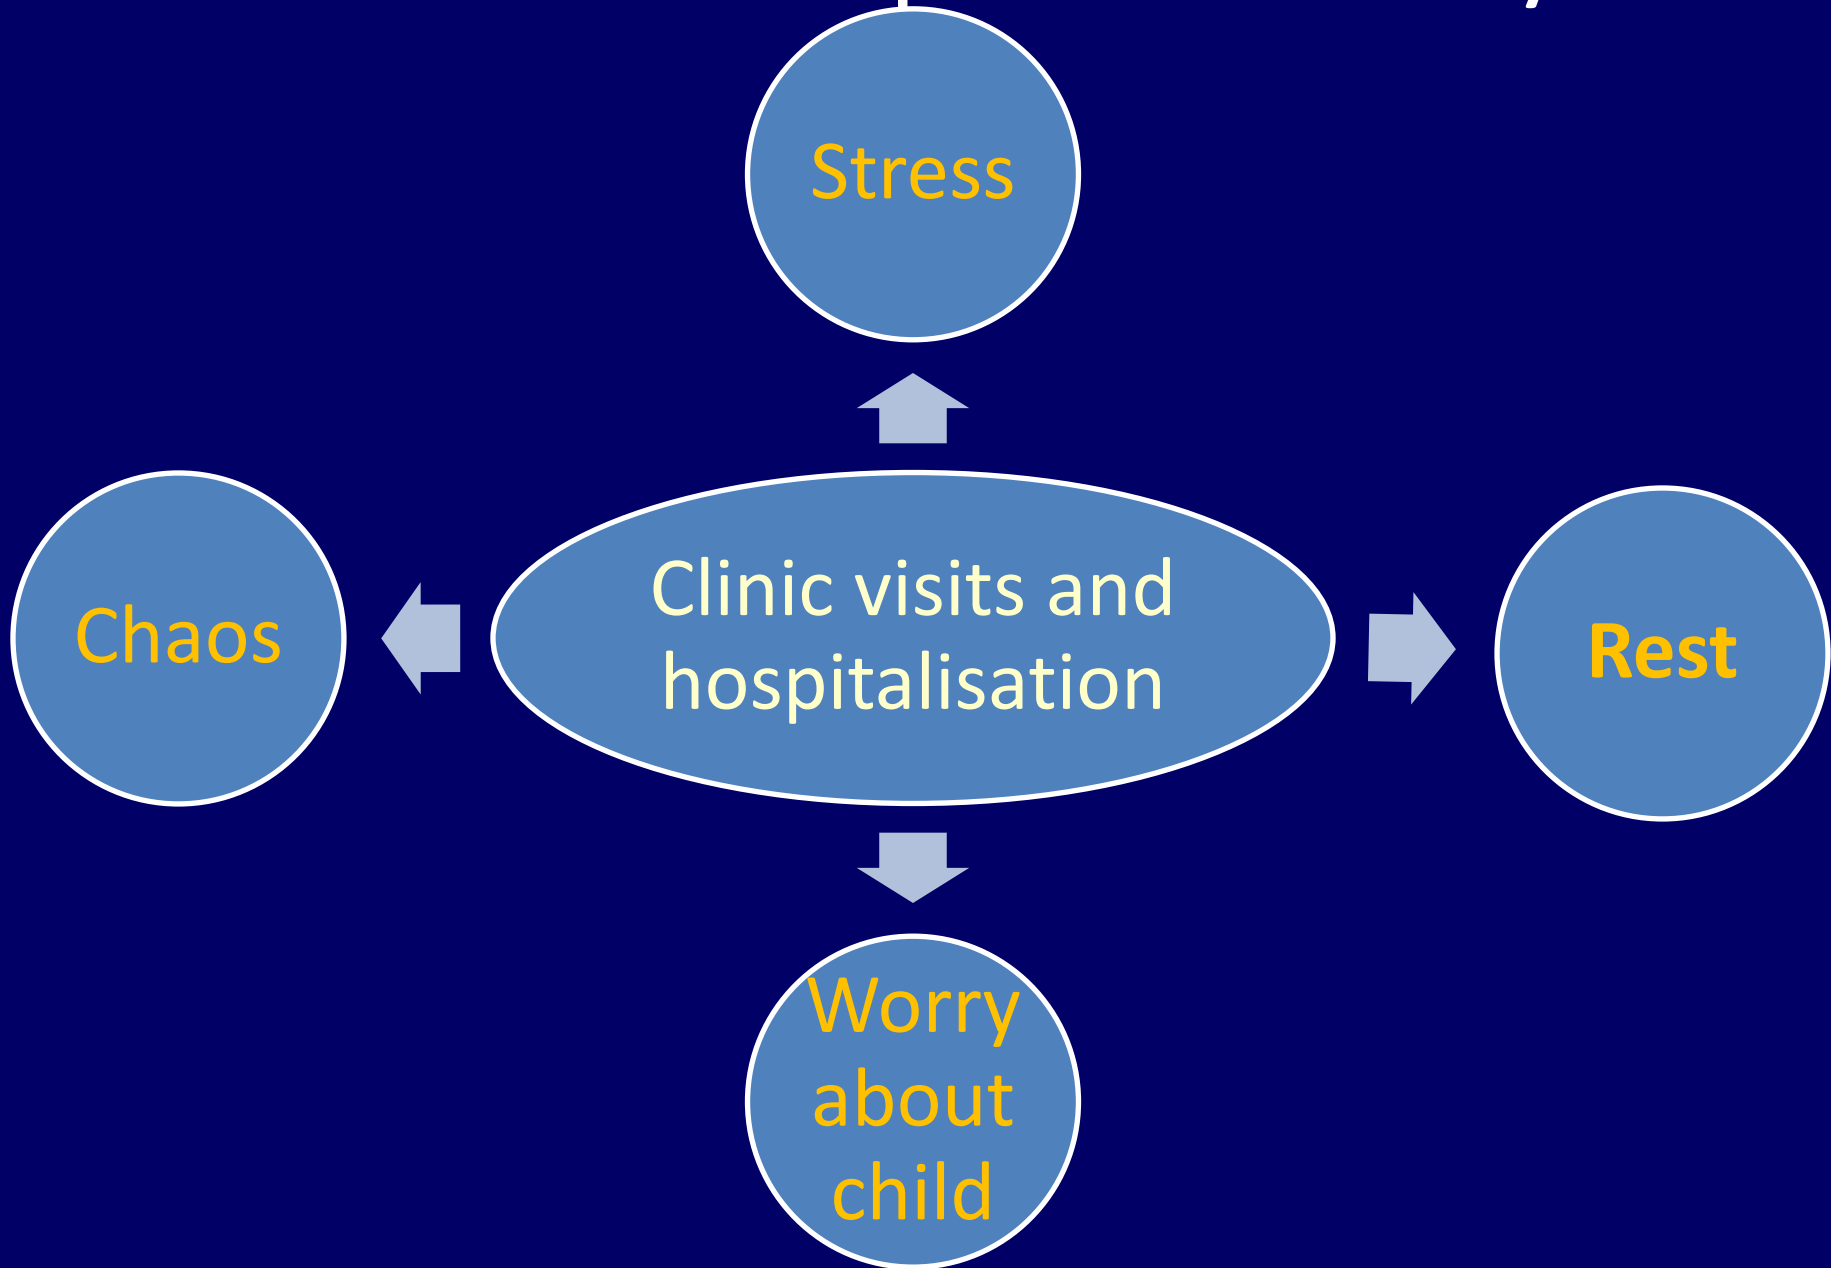 Stress
Clinic visits and
hospitalisation
Chaos
Rest
Worry
about
child